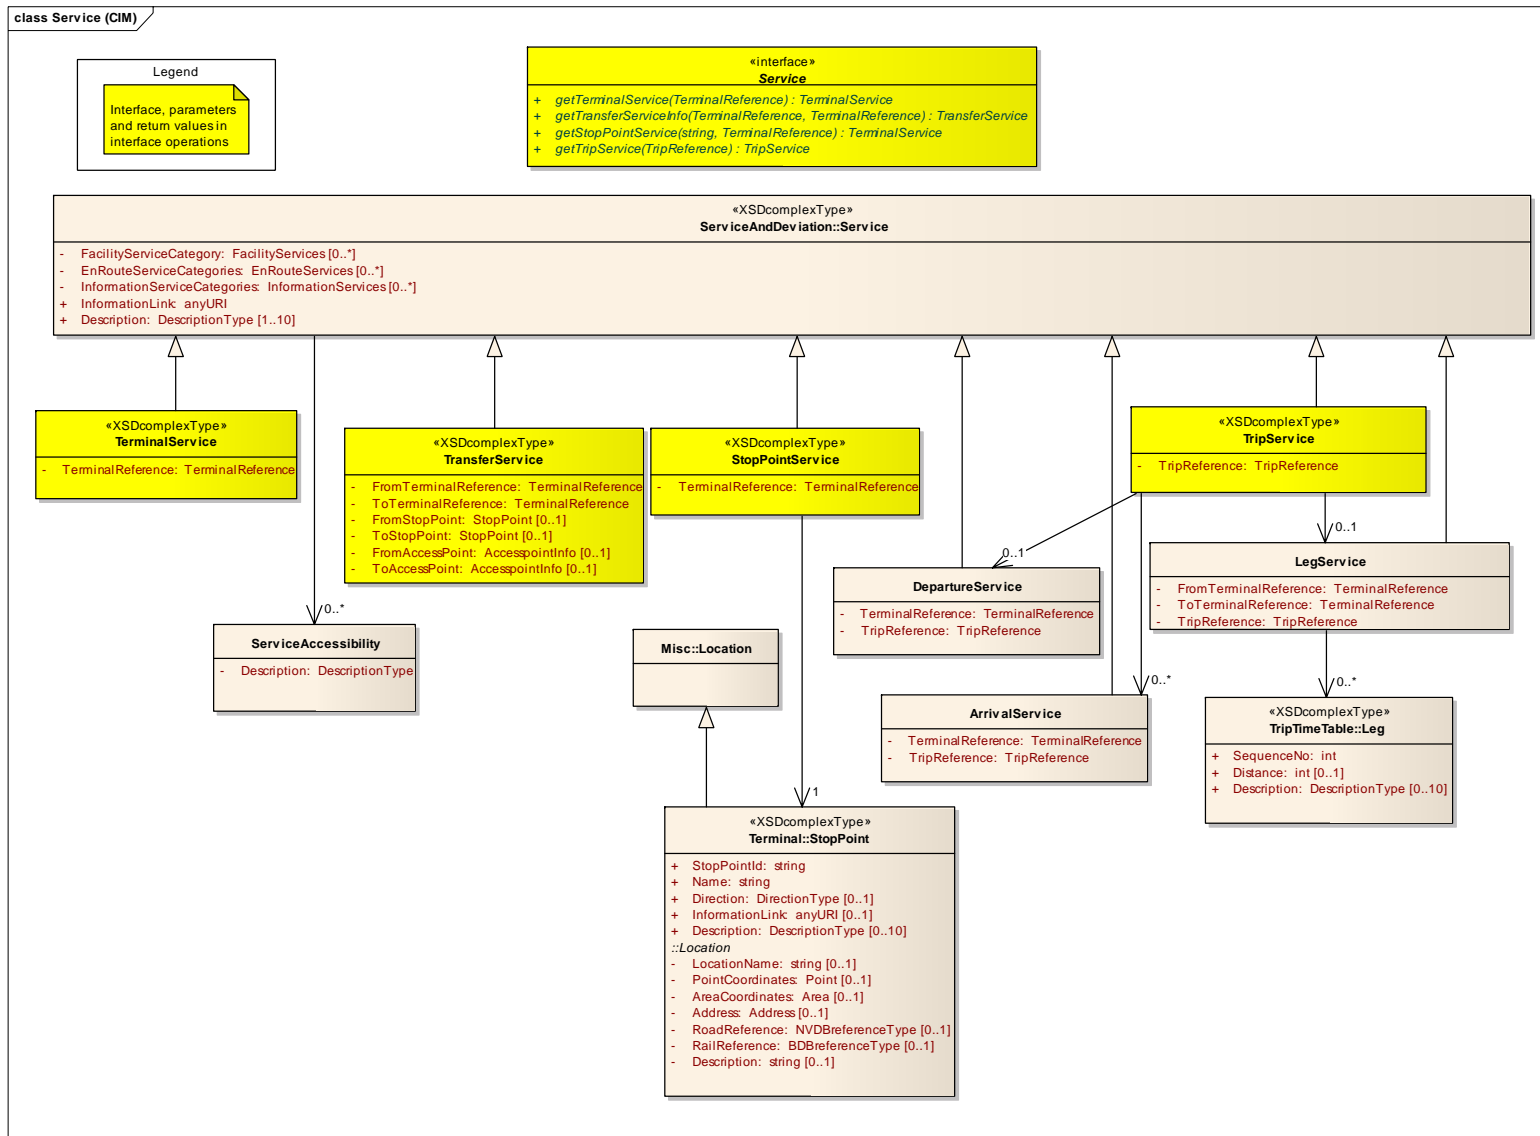 class Service (CIM)
Legend
Interface, parameters
and return values in
interface operations
«interface»
Service
+ getTerminalService(TerminalReference) : TerminalService
+ getTransferServiceInfo(TerminalReference, TerminalReference) : TransferService
+ getStopPointService(string, TerminalReference) : TerminalService
+ getTripService(TripReference) : TripService
«XSDcomplexType»
ServiceAndDeviation::Service
- FacilityServiceCategory: FacilityServices [0..*]
- EnRouteServiceCategories: EnRouteServices [0..*]
- InformationServiceCategories: InformationServices [0..*]
+ InformationLink: anyURI
+ Description: DescriptionType [1..10]
«XSDcomplexType»
TerminalService
- TerminalReference: TerminalReference
«XSDcomplexType»
TransferService
- FromTerminalReference: TerminalReference
- ToTerminalReference: TerminalReference
- FromStopPoint: StopPoint [0..1]
- ToStopPoint: StopPoint [0..1]
- FromAccessPoint: AccesspointInfo [0..1]
- ToAccessPoint: AccesspointInfo [0..1]
«XSDcomplexType»
StopPointService
- TerminalReference: TerminalReference
«XSDcomplexType»
TripService
- TripReference: TripReference
0..1
0..1
DepartureService
- TerminalReference: TerminalReference
- TripReference: TripReference
LegService
- FromTerminalReference: TerminalReference
- ToTerminalReference: TerminalReference
- TripReference: TripReference
0..*
ServiceAccessibility
- Description: DescriptionType
Misc::Location
0..*
ArrivalService
- TerminalReference: TerminalReference
- TripReference: TripReference
0..*
«XSDcomplexType»
TripTimeTable::Leg
+ SequenceNo: int
+ Distance: int [0..1]
+ Description: DescriptionType [0..10]
1
«XSDcomplexType»
Terminal::StopPoint
+ StopPointId: string
+ Name: string
+ Direction: DirectionType [0..1]
+ InformationLink: anyURI [0..1]
+ Description: DescriptionType [0..10]
::Location
- LocationName: string [0..1]
- PointCoordinates: Point [0..1]
- AreaCoordinates: Area [0..1]
- Address: Address [0..1]
- RoadReference: NVDBreferenceType [0..1]
- RailReference: BDBreferenceType [0..1]
- Description: string [0..1]